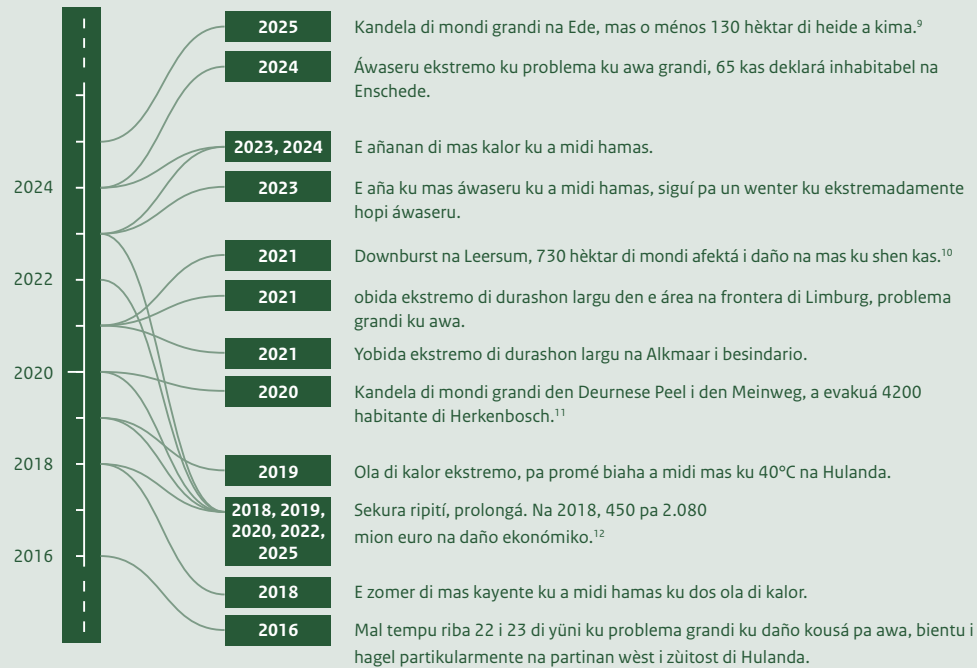 2025
Kandela di mondi grandi na Ede, mas o ménos 130 hèktar di heide a kima.⁹
2024
Áwaseru ekstremo ku problema ku awa grandi, 65 kas deklará inhabitabel na
Enschede.
2023, 2024
E añanan di mas kalor ku a midi hamas.
2024
2023
E aña ku mas áwaseru ku a midi hamas, siguí pa un wenter ku ekstremadamente
hopi áwaseru.
2021
Downburst na Leersum, 730 hèktar di mondi afektá i daño na mas ku shen kas.¹⁰
2022
2021
obida ekstremo di durashon largu den e área na frontera di Limburg, problema
grandi ku awa.
2021
Yobida ekstremo di durashon largu na Alkmaar i besindario.
2020
2020
Kandela di mondi grandi den Deurnese Peel i den Meinweg, a evakuá 4200
habitante di Herkenbosch.¹¹
2018
2019
Ola di kalor ekstremo, pa promé biaha a midi mas ku 40°C na Hulanda.
2018, 2019,
2020, 2022,
2025
Sekura ripití, prolongá. Na 2018, 450 pa 2.080
mion euro na daño ekonómiko.¹²
2016
2018
E zomer di mas kayente ku a midi hamas ku dos ola di kalor.
2016
Mal tempu riba 22 i 23 di yüni ku problema grandi ku daño kousá pa awa, bientu i
hagel partikularmente na partinan wèst i zùitost di Hulanda.